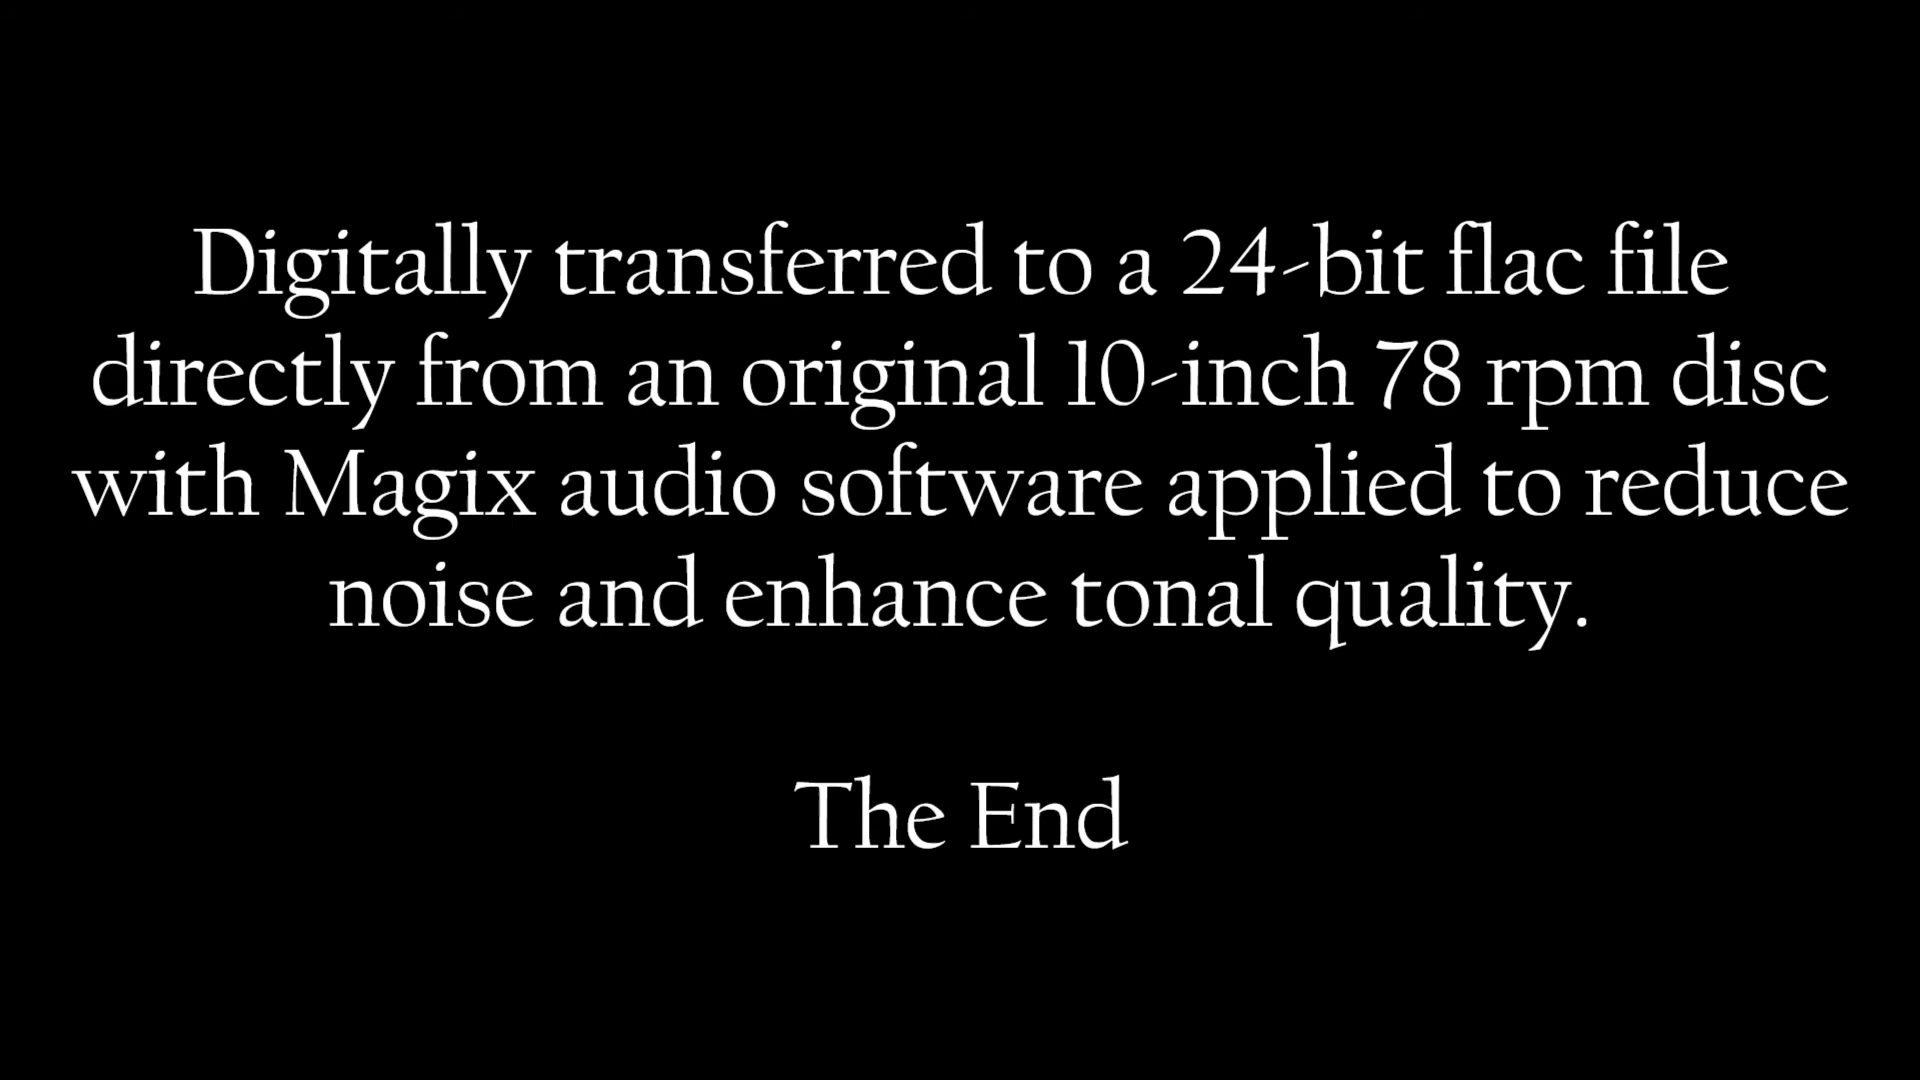 Digitally transferred to a 24-bit flac file
directly from an original 10-inch 78 rpm disc
with Magix audio software applied to reduce
noise and enhance tonal quality.
The End